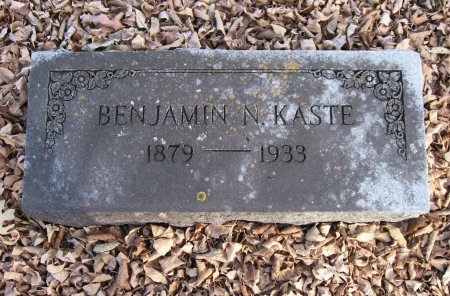 BENJAMIN N. KASTE
1879 — 1933